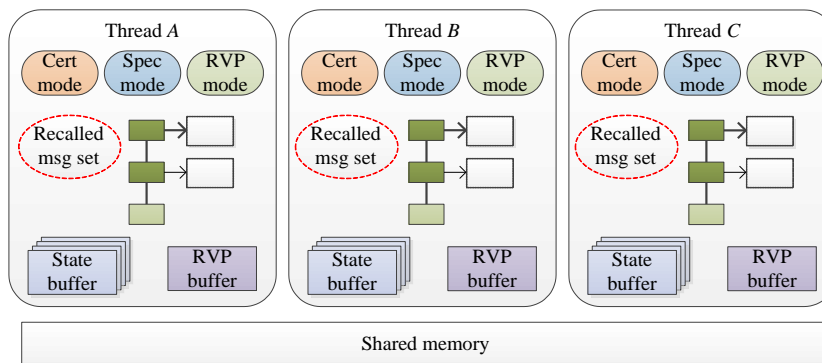 Thread A
Cert mode
Spec mode
RVP mode
Recalled msg set
State buffer
RVP buffer
Thread B
Cert mode
Spec mode
RVP mode
Recalled msg set
State buffer
RVP buffer
Thread C
Cert mode
Spec mode
RVP mode
Recalled msg set
State buffer
RVP buffer
Shared memory